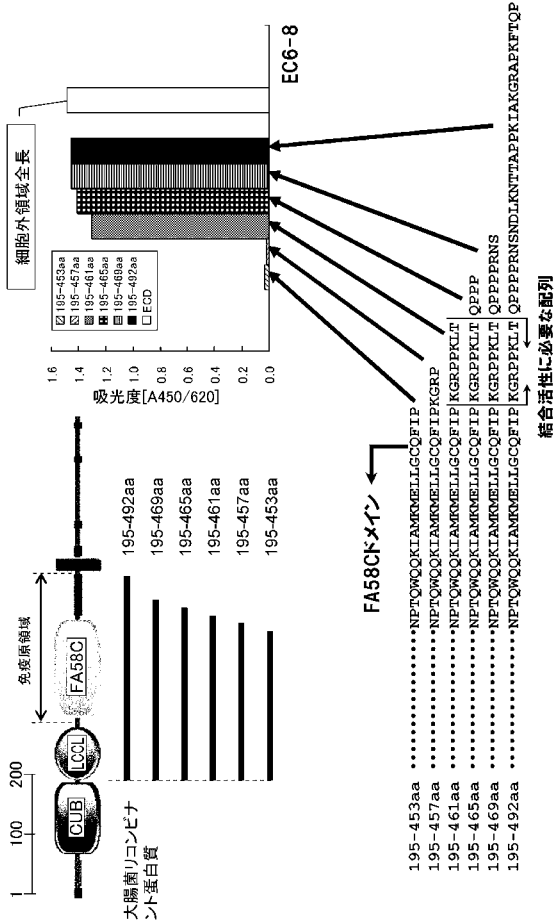 1 100 200
CUB
LCCL
FA58C
免疫原領域
大腸菌リコンビナ
ント蛋白質
195-492aa
195-469aa
195-465aa
195-461aa
195-457aa
195-453aa
吸光度[A450/620]
1.6
1.4
1.2
1.0
0.8
0.6
0.4
0.2
0.0
195-453aa
195-457aa
195-461aa
195-465aa
195-469aa
195-492aa
ECD
細胞外領域全長
EC6-8
FA58Cドメイン
195-453aa ••••••••••••NPTQWQQKIAMKMELLGCQFIP
195-457aa ••••••••••••NPTQWQQKIAMKMELLGCQFIPKGRP
195-461aa ••••••••••••NPTQWQQKIAMKMELLGCQFIP KGRPPKLT
195-465aa ••••••••••••NPTQWQQKIAMKMELLGCQFIP KGRPPKLT QPPP
195-469aa ••••••••••••NPTQWQQKIAMKMELLGCQFIP KGRPPKLT QPPPPRNS
195-492aa ••••••••••••NPTQWQQKIAMKMELLGCQFIP KGRPPKLT QPPPPRNSNDLKNTTAPPKIAKGRAPKFTQP
結合活性に必要な配列